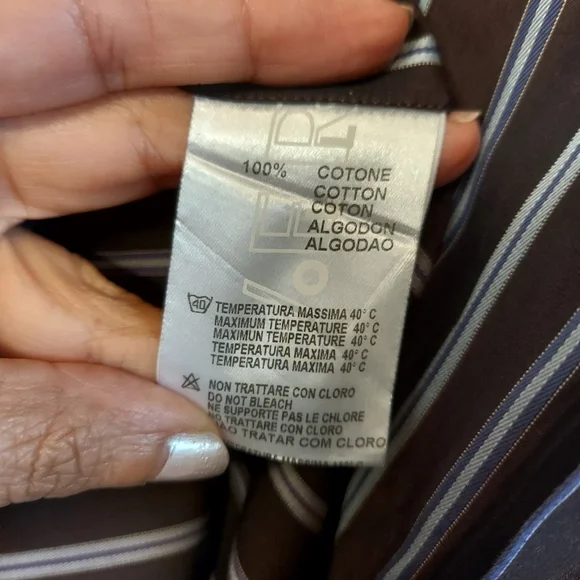 100% COTONE
COTTON
COTON
ALGODON
ALGODAO
40 TEMPERATURA MASSIMA 40° C
MAXIMUM TEMPERATURE 40° C
MAXIMUN TEMPERATURE 40° C
TEMPERATURA MAXIMA 40° C
TEMPERATURA MAXIMA 40° C
NON TRATTARE CON CLORO
DO NOT BLEACH
NE SUPPORTE PAS LE CHLORE
NO TRATTARE CON CLORO
NAO TRATAR COM CLORO